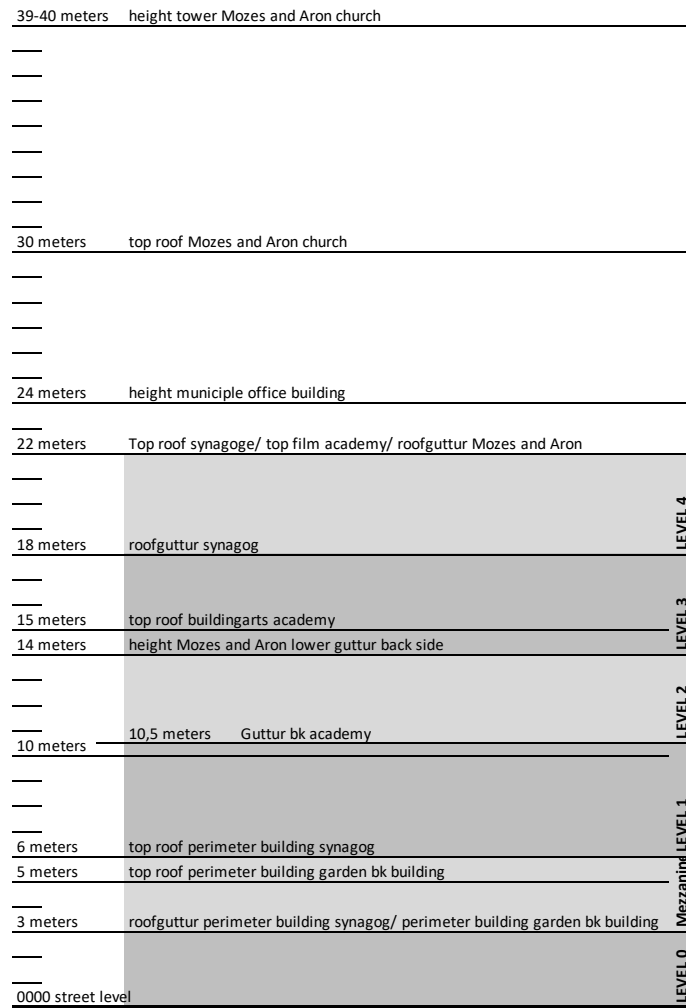 39-40 meters height tower Mozes and Aron church
30 meters top roof Mozes and Aron church
24 meters height municiple office building
22 meters Top roof synagoge/ top film academy/ roofguttur Mozes and Aron
LEVEL 4
18 meters roofguttur synagog
LEVEL 3
15 meters top roof buildingarts academy
14 meters height Mozes and Aron lower guttur back side
LEVEL 2
10,5 meters Guttur bk academy
10 meters
LEVEL 1
6 meters top roof perimeter building synagog
5 meters top roof perimeter building garden bk building
Mezzanine
3 meters roofguttur perimeter building synagog/ perimeter building garden bk building
LEVEL 0
0000 street level